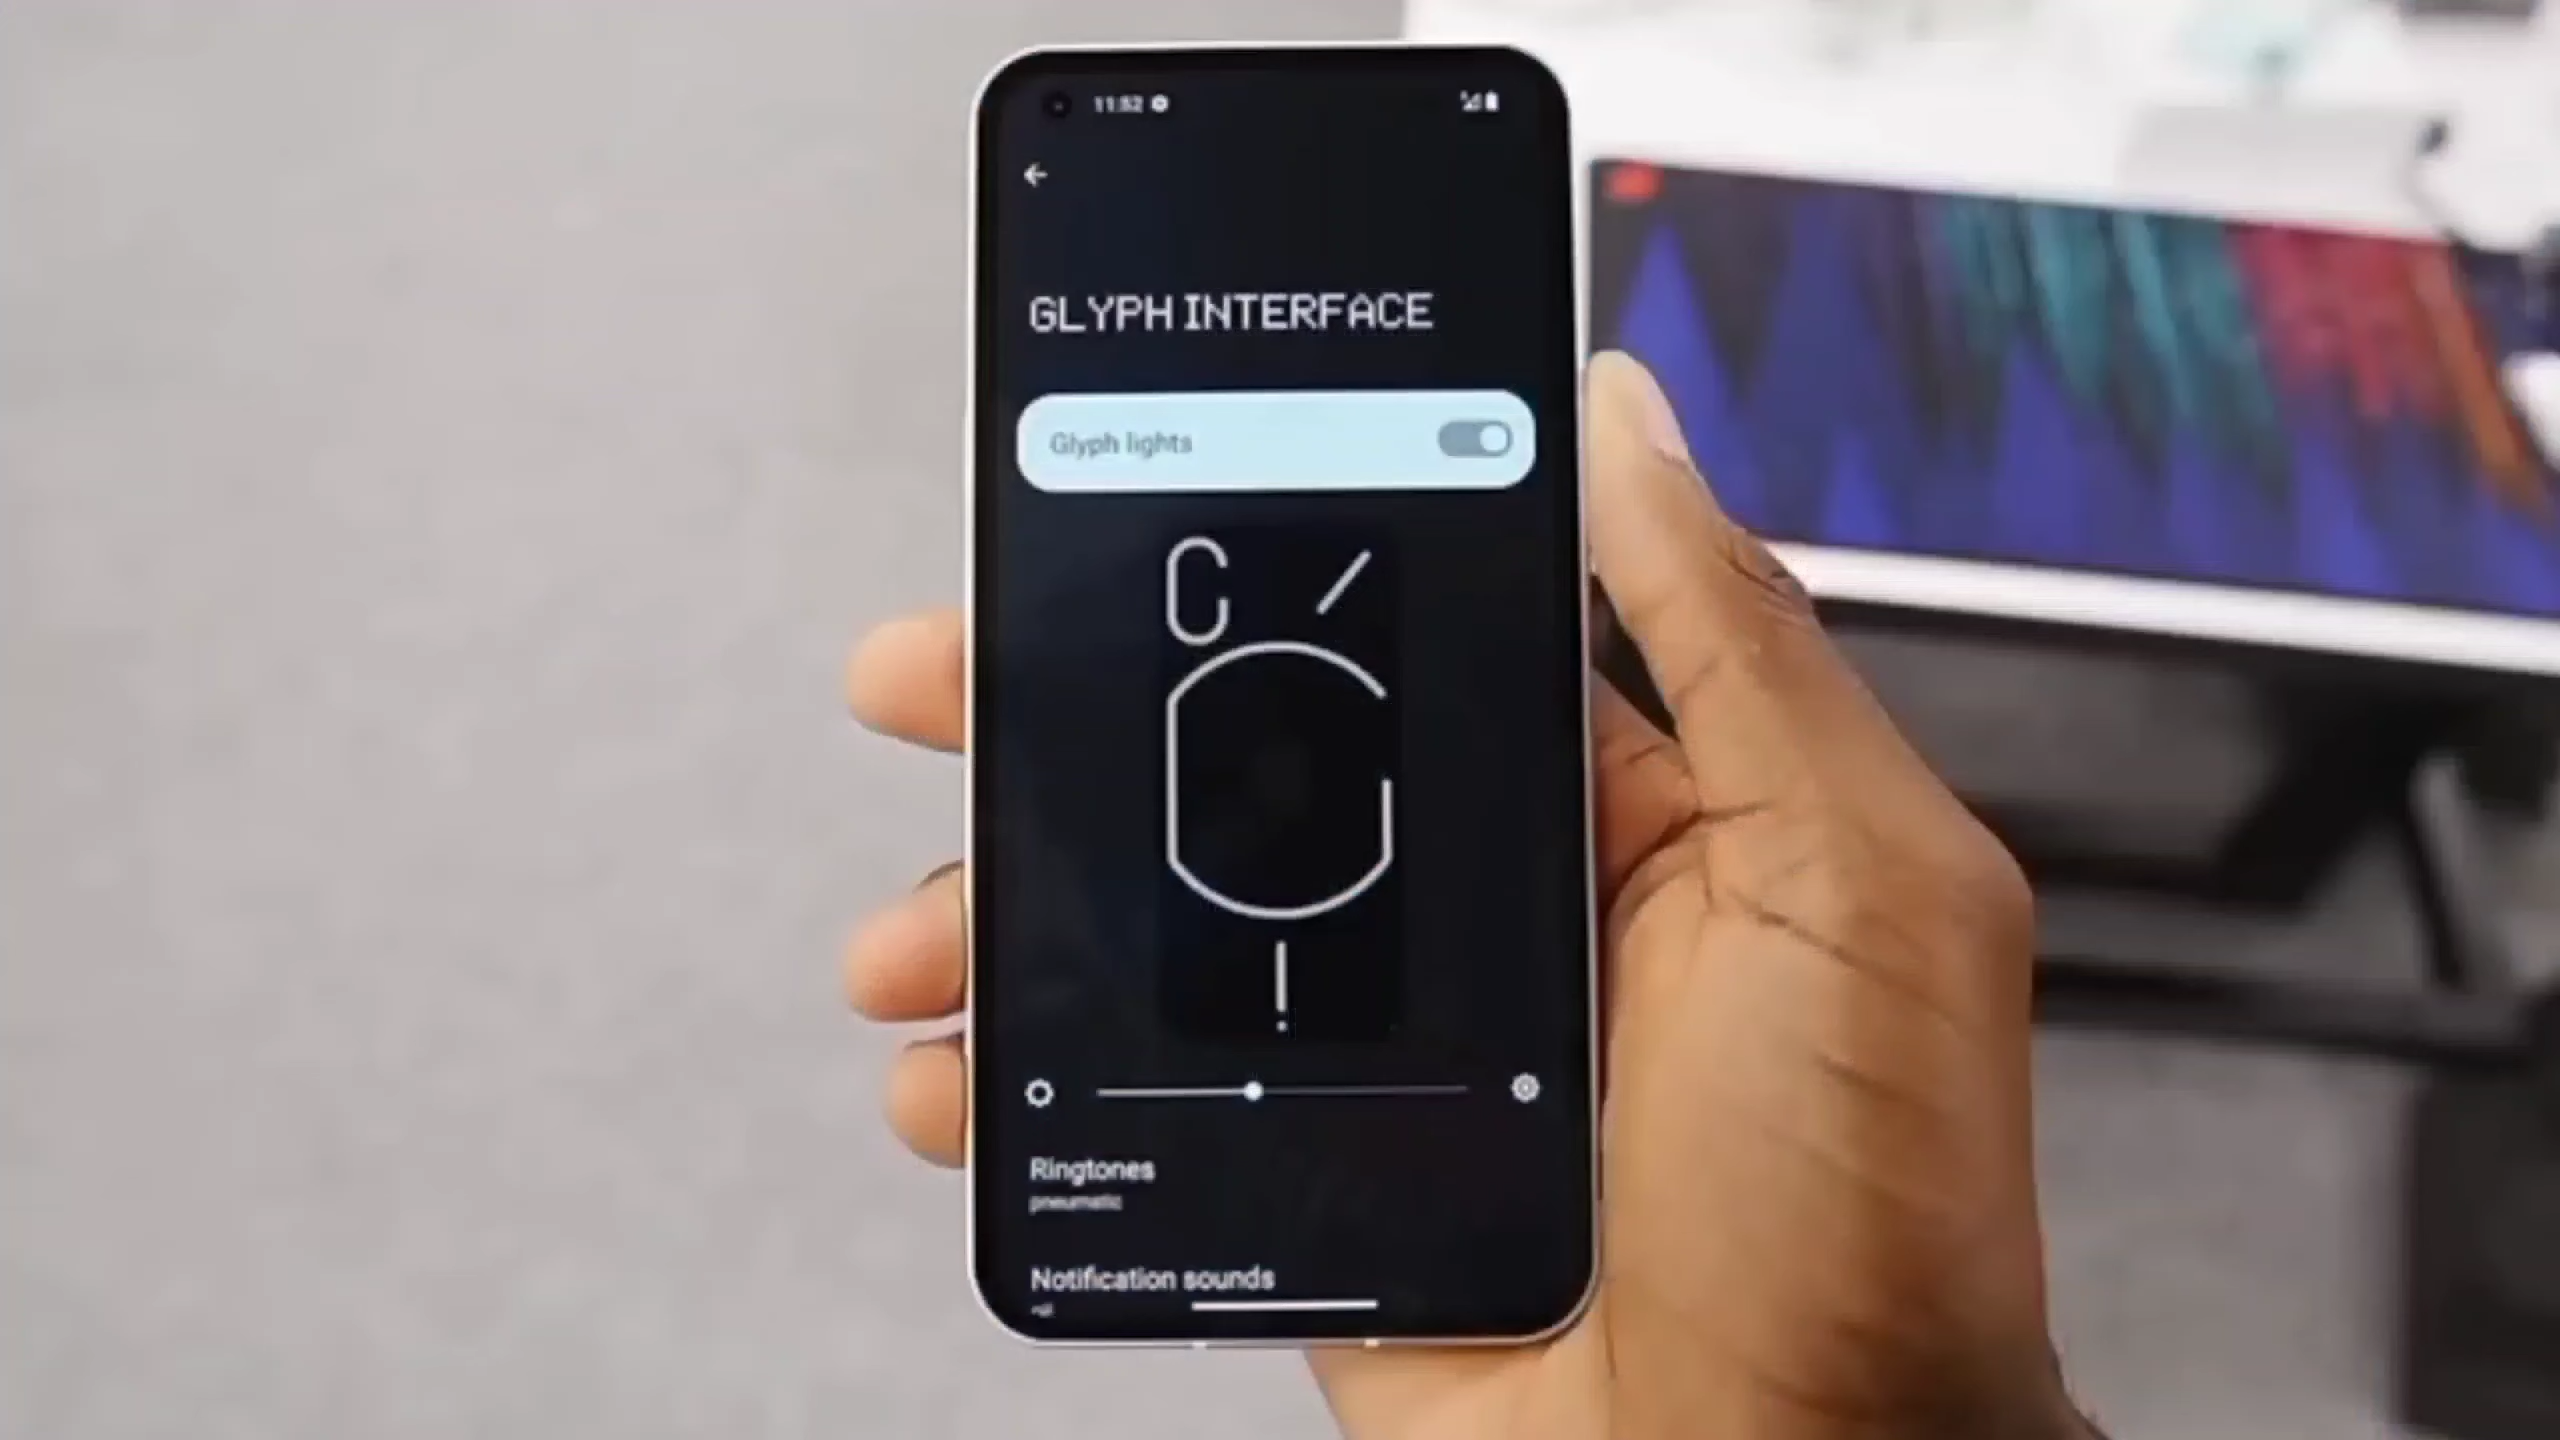 11:52
GLYPH INTERFACE
Glyph lights
Ringtones
pneumatic
Notification sounds